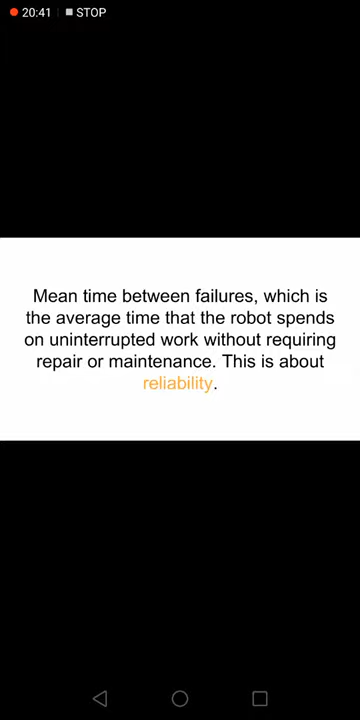 20:41 STOP
Mean time between failures, which is
the average time that the robot spends
on uninterrupted work without requiring
repair or maintenance. This is about
reliability.